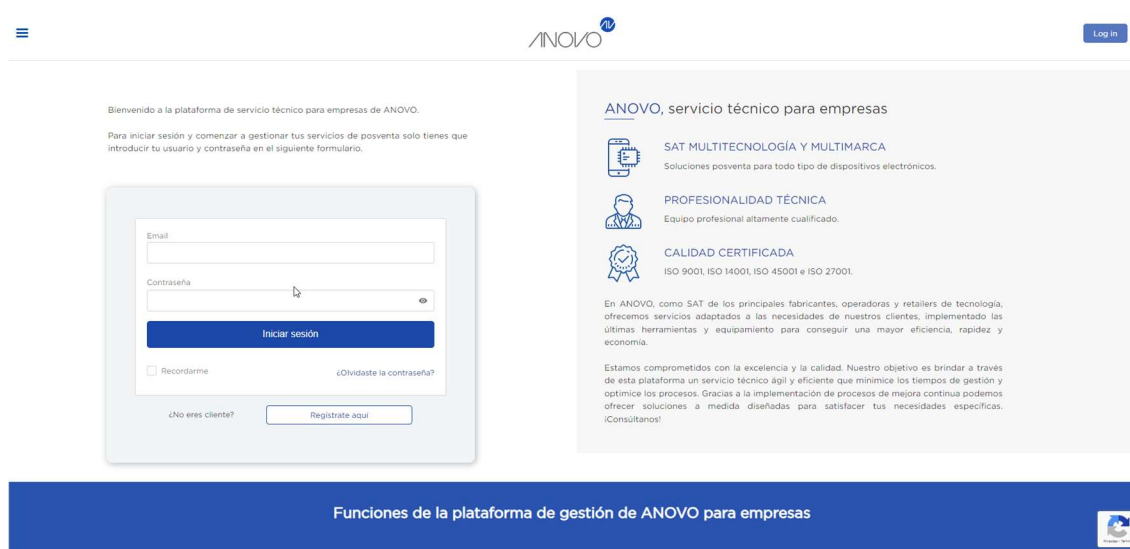 ANOVO
Log in
Bienvenido a la plataforma de servicio técnico para empresas de ANOVO.
Para iniciar sesión y comenzar a gestionar tus servicios de posventa solo tienes que
introducir tu usuario y contraseña en el siguiente formulario.
Email
Contraseña
Iniciar sesión
Recordarme
¿Olvidaste la contraseña?
¿No eres cliente?
Regístrate aquí
ANOVO, servicio técnico para empresas
SAT MULTITECNOLOGÍA Y MULTIMARCA
Soluciones posventa para todo tipo de dispositivos electrónicos.
PROFESIONALIDAD TÉCNICA
Equipo profesional altamente cualificado.
CALIDAD CERTIFICADA
ISO 9001, ISO 14001, ISO 45001 e ISO 27001.
En ANOVO, como SAT de los principales fabricantes, operadoras y retailers de tecnología,
ofrecemos servicios adaptados a las necesidades de nuestros clientes, implementado las
últimas herramientas y equipamiento para conseguir una mayor eficiencia, rapidez y
economía.
Estamos comprometidos con la excelencia y la calidad. Nuestro objetivo es brindar a través
de esta plataforma un servicio técnico ágil y eficiente que minimice los tiempos de gestión y
optimice los procesos. Gracias a la implementación de procesos de mejora continua podemos
ofrecer soluciones a medida diseñadas para satisfacer tus necesidades específicas.
¡Consúltanos!
Funciones de la plataforma de gestión de ANOVO para empresas